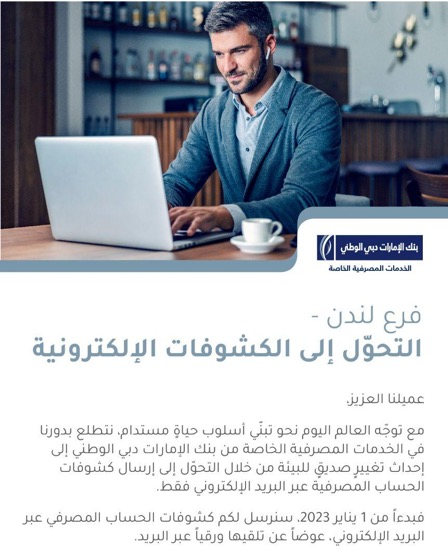 بنك الإمارات دبي الوطني
الخدمات المصرفية الخاصة
فرع لندن -
التحوّل إلى الكشوفات الإلكترونية
عميلنا العزيز،
مع توجّه العالم اليوم نحو تبنّي أسلوب حياةٍ مستدام، نتطلع بدورنا
في الخدمات المصرفية الخاصة من بنك الإمارات دبي الوطني إلى
إحداث تغييرٍ صديقٍ للبيئة من خلال التحوّل إلى إرسال كشوفات
الحساب المصرفية عبر البريد الإلكتروني فقط.
فبدءاً من 1 يناير 2023، سنرسل لكم كشوفات الحساب المصرفي عبر
البريد الإلكتروني، عوضاً عن تلقيها ورقياً عبر البريد.